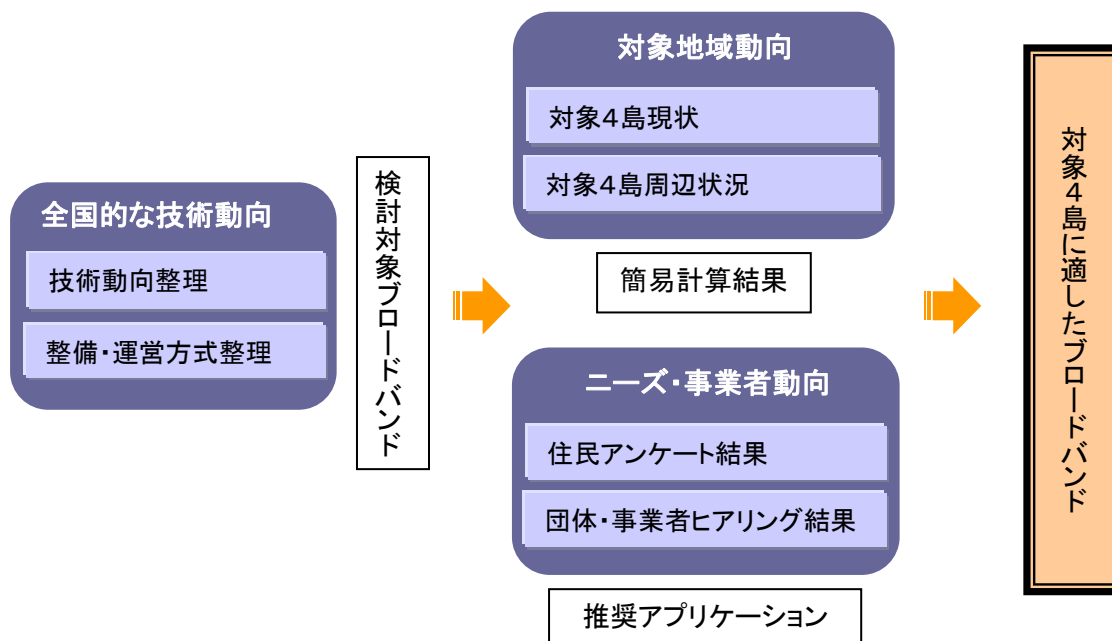 全国的な技術動向
技術動向整理
整備・運営方式整理
検討対象ブロードバンド
対象地域動向
対象４島現状
対象４島周辺状況
簡易計算結果
ニーズ・事業者動向
住民アンケート結果
団体・事業者ヒアリング結果
推奨アプリケーション
対象４島に適したブロードバンド